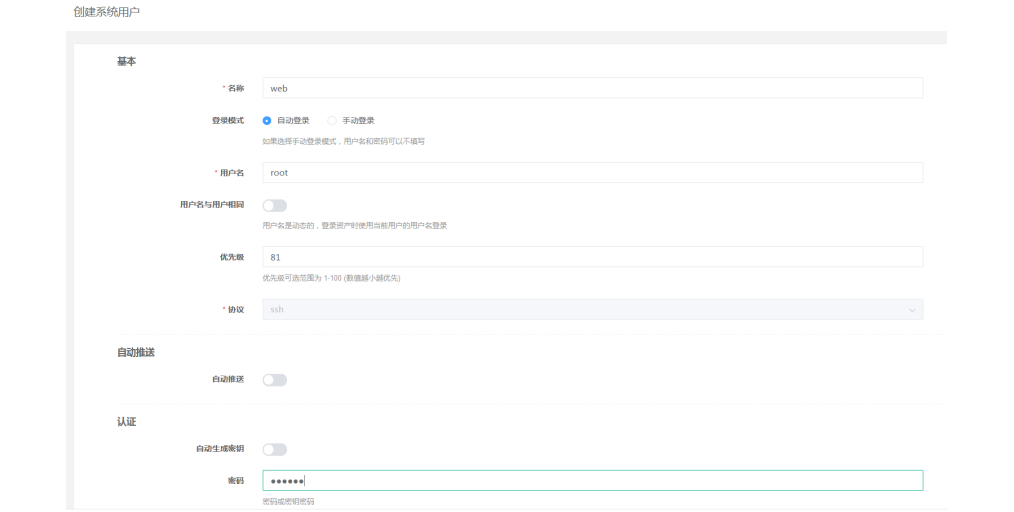 创建系统用户
基本
* 名称 web
登录模式 自动登录 手动登录
如果选择手动登录模式，用户名和密码可以不填写
* 用户名 root
用户名与用户相同
用户名是动态的，登录资产时使用当前用户的用户名登录
优先级 81
优先级可选范围为 1-100 (数值越小越优先)
* 协议 ssh
自动推送
自动推送
认证
自动生成密钥
密码 ●●●●●●
密码或密钥密码